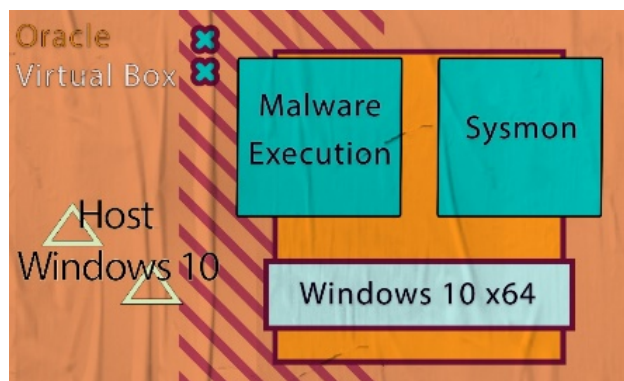 Oracle
Virtual Box
Malware
Execution
Sysmon
Host
Windows 10
Windows 10 x64